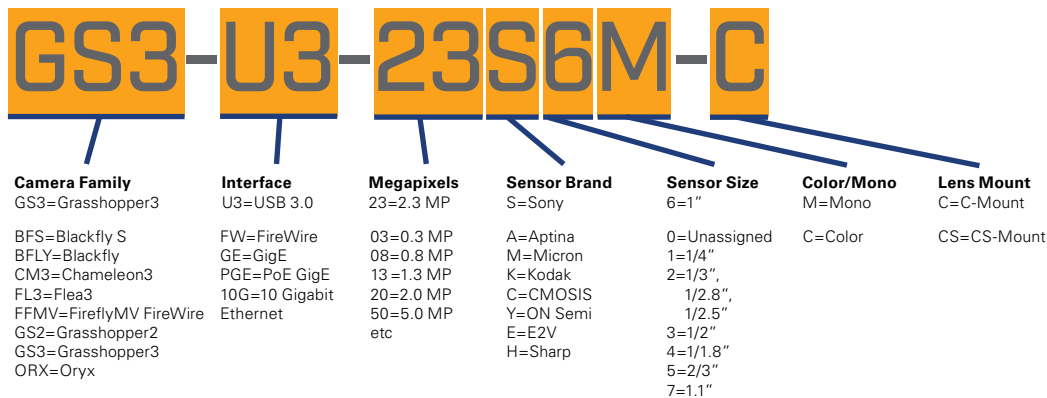 GS3-U3-23S6M-C
Camera Family
GS3=Grasshopper3
BFS=Blackfly S
BFLY=Blackfly
CM3=Chameleon3
FL3=Flea3
FFMV=FireflyMV FireWire
GS2=Grasshopper2
GS3=Grasshopper3
ORX=Oryx
Interface
U3=USB 3.0
FW=FireWire
GE=GigE
PGE=PoE GigE
10G=10 Gigabit
Ethernet
Megapixels
23=2.3 MP
03=0.3 MP
08=0.8 MP
13=1.3 MP
20=2.0 MP
50=5.0 MP
etc
Sensor Brand
S=Sony
A=Aptina
M=Micron
K=Kodak
C=CMOSIS
Y=ON Semi
E=E2V
H=Sharp
Sensor Size
6=1”
0=Unassigned
1=1/4”
2=1/3”,
1/2.8”,
1/2.5”
3=1/2”
4=1/1.8”
5=2/3”
7=1.1”
Color/Mono
M=Mono
C=Color
Lens Mount
C=C-Mount
CS=CS-Mount